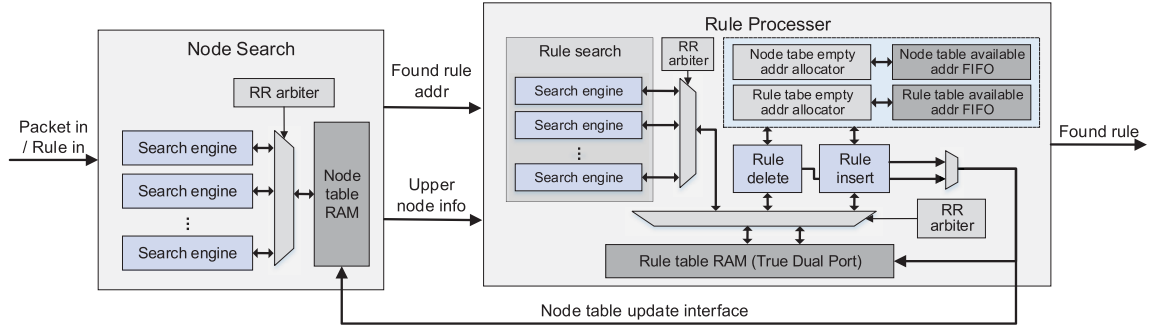 Node Search
RR arbiter
Packet in
/ Rule in
Search engine
Search engine
Search engine
Node
table
RAM
Found rule
addr
Upper
node info
Rule Processer
Rule search
RR
arbiter
Search engine
Search engine
Search engine
Node tabe empty
addr allocator
Node table available
addr FIFO
Rule tabe empty
addr allocator
Rule table available
addr FIFO
Rule
delete
Rule
insert
RR
arbiter
Rule table RAM (True Dual Port)
Found rule
Node table update interface